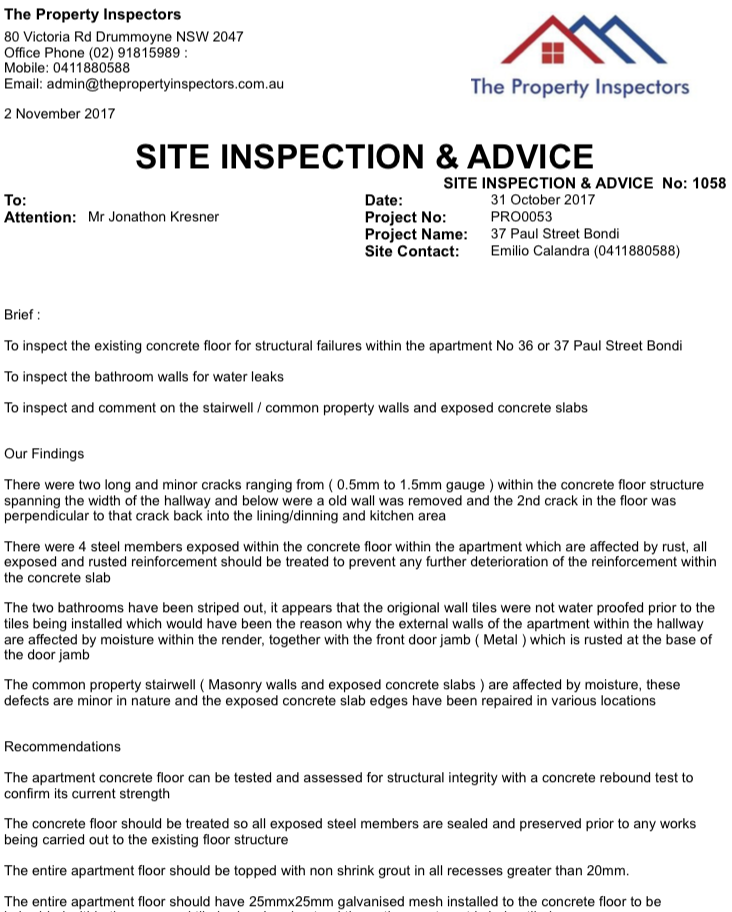 The Property Inspectors
80 Victoria Rd Drummoyne NSW 2047
Office Phone (02) 91815989 :
Mobile: 0411880588
Email: admin@thepropertyinspectors.com.au
The Property Inspectors
2 November 2017
SITE INSPECTION & ADVICE
SITE INSPECTION & ADVICE No: 1058
To:
Attention: Mr Jonathon Kresner
Date: 31 October 2017
Project No: PRO0053
Project Name: 37 Paul Street Bondi
Site Contact: Emilio Calandra (0411880588)
Brief :
To inspect the existing concrete floor for structural failures within the apartment No 36 or 37 Paul Street Bondi
To inspect the bathroom walls for water leaks
To inspect and comment on the stairwell / common property walls and exposed concrete slabs
Our Findings
There were two long and minor cracks ranging from ( 0.5mm to 1.5mm gauge ) within the concrete floor structure
spanning the width of the hallway and below were a old wall was removed and the 2nd crack in the floor was
perpendicular to that crack back into the lining/dinning and kitchen area
There were 4 steel members exposed within the concrete floor within the apartment which are affected by rust, all
exposed and rusted reinforcement should be treated to prevent any further deterioration of the reinforcement within
the concrete slab
The two bathrooms have been striped out, it appears that the origional wall tiles were not water proofed prior to the
tiles being installed which would have been the reason why the external walls of the apartment within the hallway
are affected by moisture within the render, together with the front door jamb ( Metal ) which is rusted at the base of
the door jamb
The common property stairwell ( Masonry walls and exposed concrete slabs ) are affected by moisture, these
defects are minor in nature and the exposed concrete slab edges have been repaired in various locations
Recommendations
The apartment concrete floor can be tested and assessed for structural integrity with a concrete rebound test to
confirm its current strength
The concrete floor should be treated so all exposed steel members are sealed and preserved prior to any works
being carried out to the existing floor structure
The entire apartment floor should be topped with non shrink grout in all recesses greater than 20mm.
The entire apartment floor should have 25mmx25mm galvanised mesh installed to the concrete floor to be